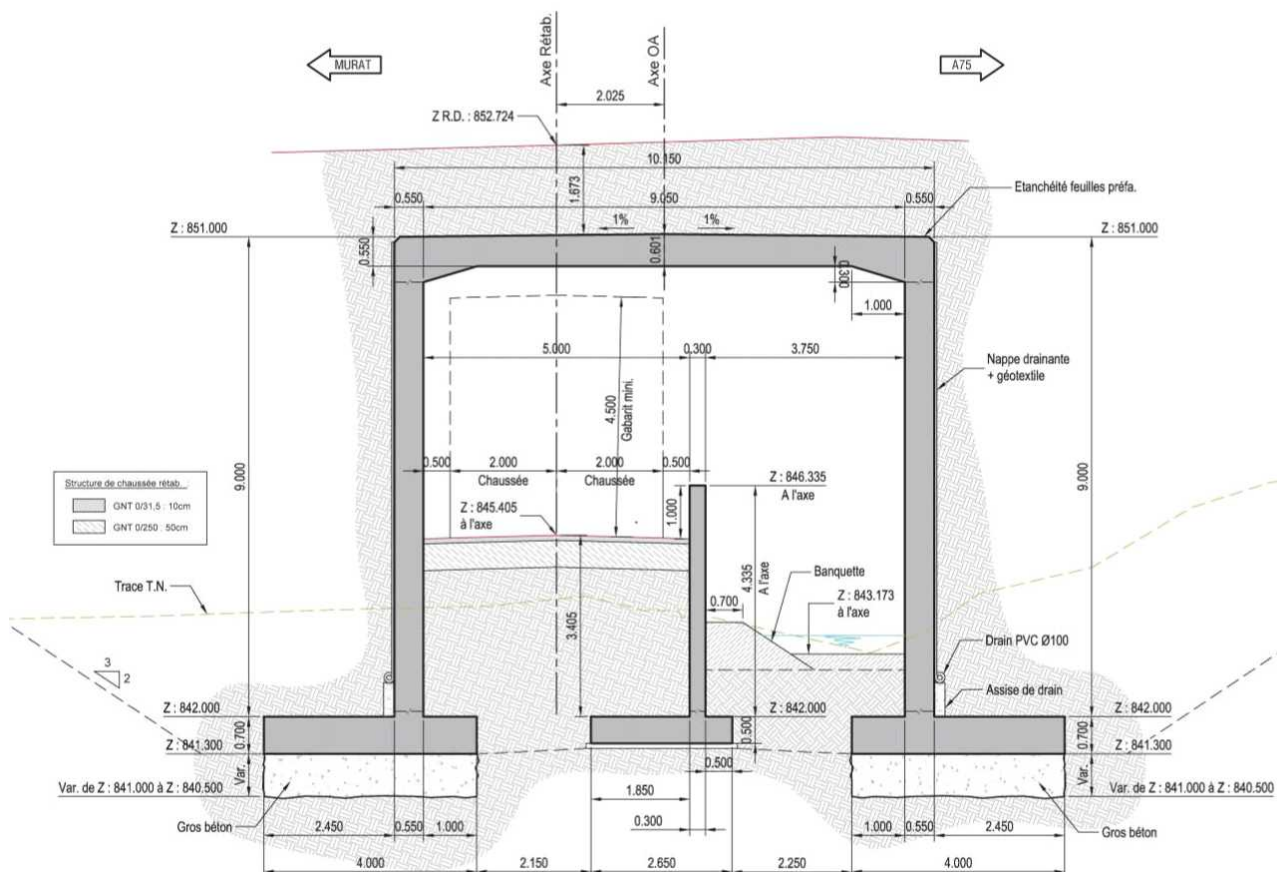 MURAT
Axe Rétab.
Axe OA
A75
2.025
Z R.D. : 852.724
10.150
1.673
0.550
9.050
0.550
Etanchéité feuilles préfa.
Z : 851.000
1%
1%
Z : 851.000
0.550
0.601
0.300
1.000
5.000
0.300
3.750
Nappe drainante
+ géotextile
4.500
Gabarit mini.
9.000
9.000
0.500
2.000
2.000
0.500
Chaussée
Chaussée
Z : 846.335
A l'axe
Structure de chaussée rétab. :
GNT 0/31,5 : 10cm
GNT 0/250 : 50cm
Z : 845.405
à l'axe
1.000
4.335
A l'axe
Banquette
Trace T.N.
0.700
Z : 843.173
à l'axe
3.405
Drain PVC Ø100
3
2
Assise de drain
Z : 842.000
Z : 842.000
Z : 842.000
0.700
0.500
0.700
Z : 841.300
Z : 841.300
Var.
0.500
Var.
Var. de Z : 841.000 à Z : 840.500
Var. de Z : 841.000 à Z : 840.500
1.850
Gros béton
0.300
Gros béton
2.450
0.550
1.000
1.000
0.550
2.450
4.000
2.150
2.650
2.250
4.000